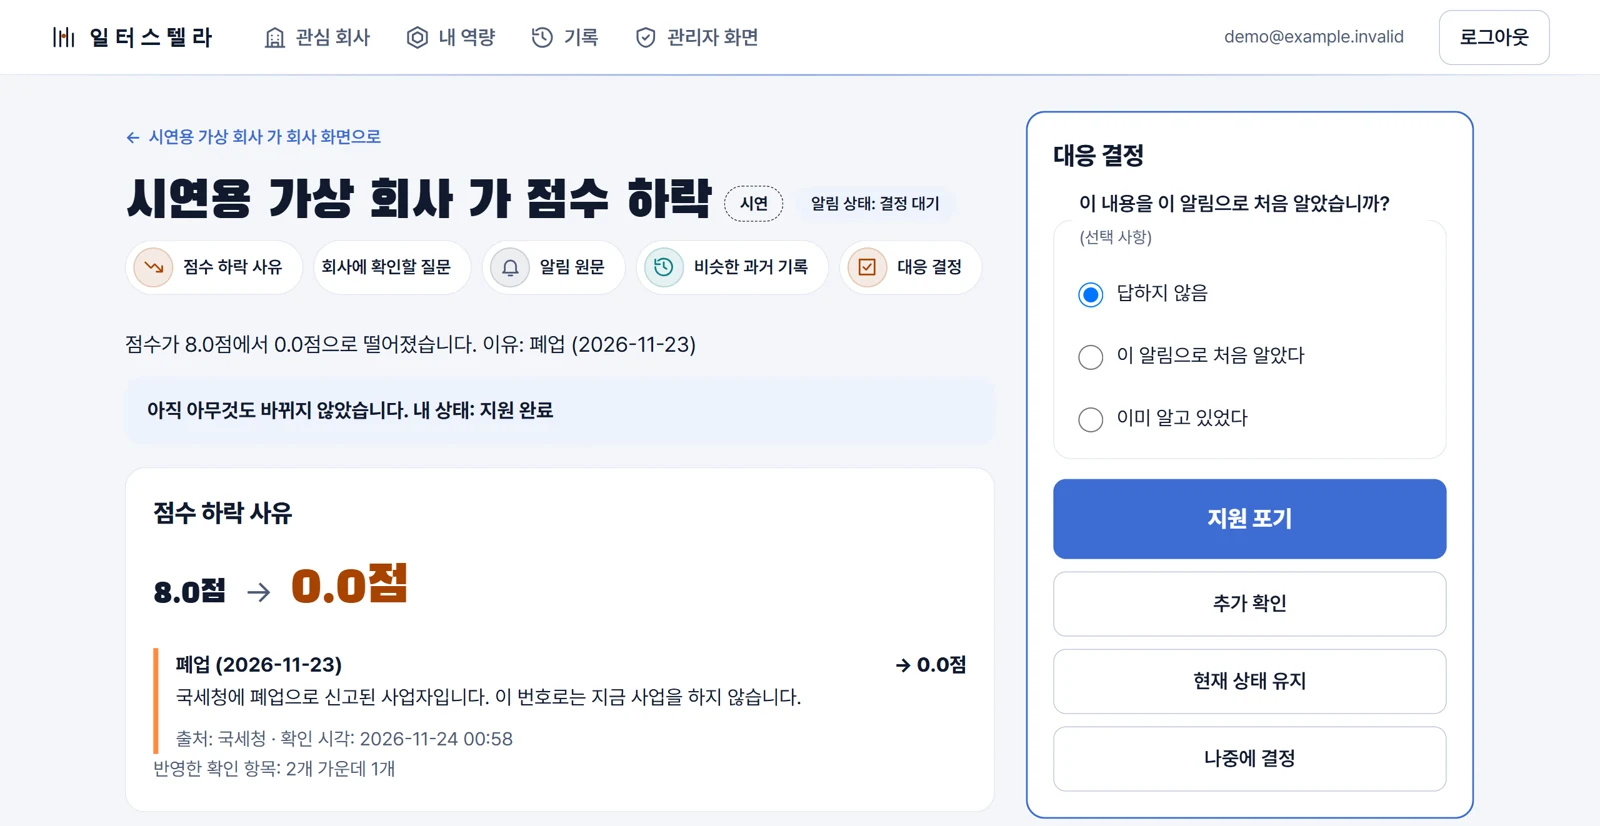 일터스텔라
관심 회사
내 역량
기록
관리자 화면
demo@example.invalid
로그아웃
← 시연용 가상 회사 가 회사 화면으로
시연용 가상 회사 가 점수 하락
시연
알림 상태: 결정 대기
점수 하락 사유
회사에 확인할 질문
알림 원문
비슷한 과거 기록
대응 결정
점수가 8.0점에서 0.0점으로 떨어졌습니다. 이유: 폐업 (2026-11-23)
아직 아무것도 바뀌지 않았습니다. 내 상태: 지원 완료
점수 하락 사유
8.0점 → 0.0점
폐업 (2026-11-23) → 0.0점
국세청에 폐업으로 신고된 사업자입니다. 이 번호로는 지금 사업을 하지 않습니다.
출처: 국세청 · 확인 시각: 2026-11-24 00:58
반영한 확인 항목: 2개 가운데 1개
대응 결정
이 내용을 이 알림으로 처음 알았습니까?
(선택 사항)
답하지 않음
이 알림으로 처음 알았다
이미 알고 있었다
지원 포기
추가 확인
현재 상태 유지
나중에 결정